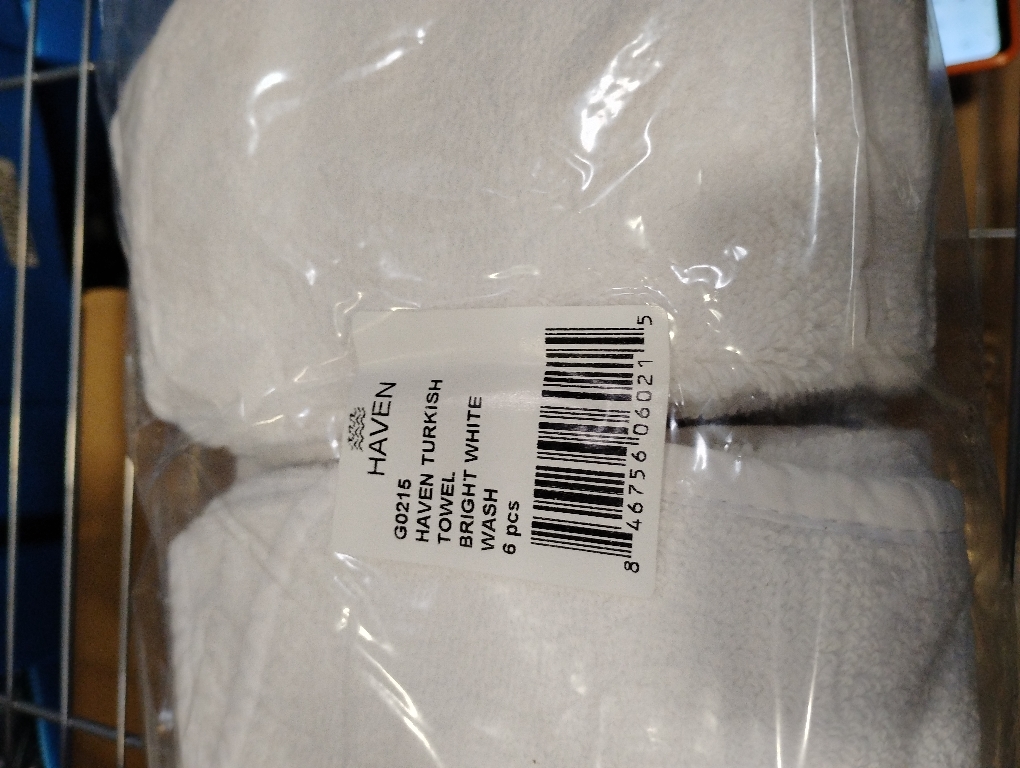 HAVEN
G0215
HAVEN TURKISH
TOWEL
BRIGHT WHITE
WASH
6 pcs
8 46756 06021 5